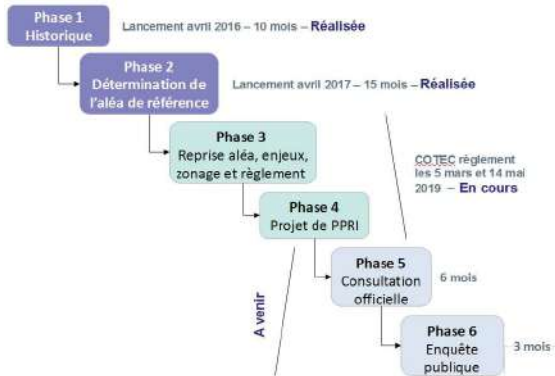 Phase 1
Historique
Lancement avril 2016 – 10 mois – Réalisée
Phase 2
Détermination de
l'aléa de référence
Lancement avril 2017 – 15 mois – Réalisée
Phase 3
Reprise aléa, enjeux,
zonage et règlement
COTEC règlement
les 5 mars et 14 mai
2019 – En cours
Phase 4
Projet de PPRI
Phase 5
Consultation
officielle
6 mois
A venir
Phase 6
Enquête
publique
3 mois